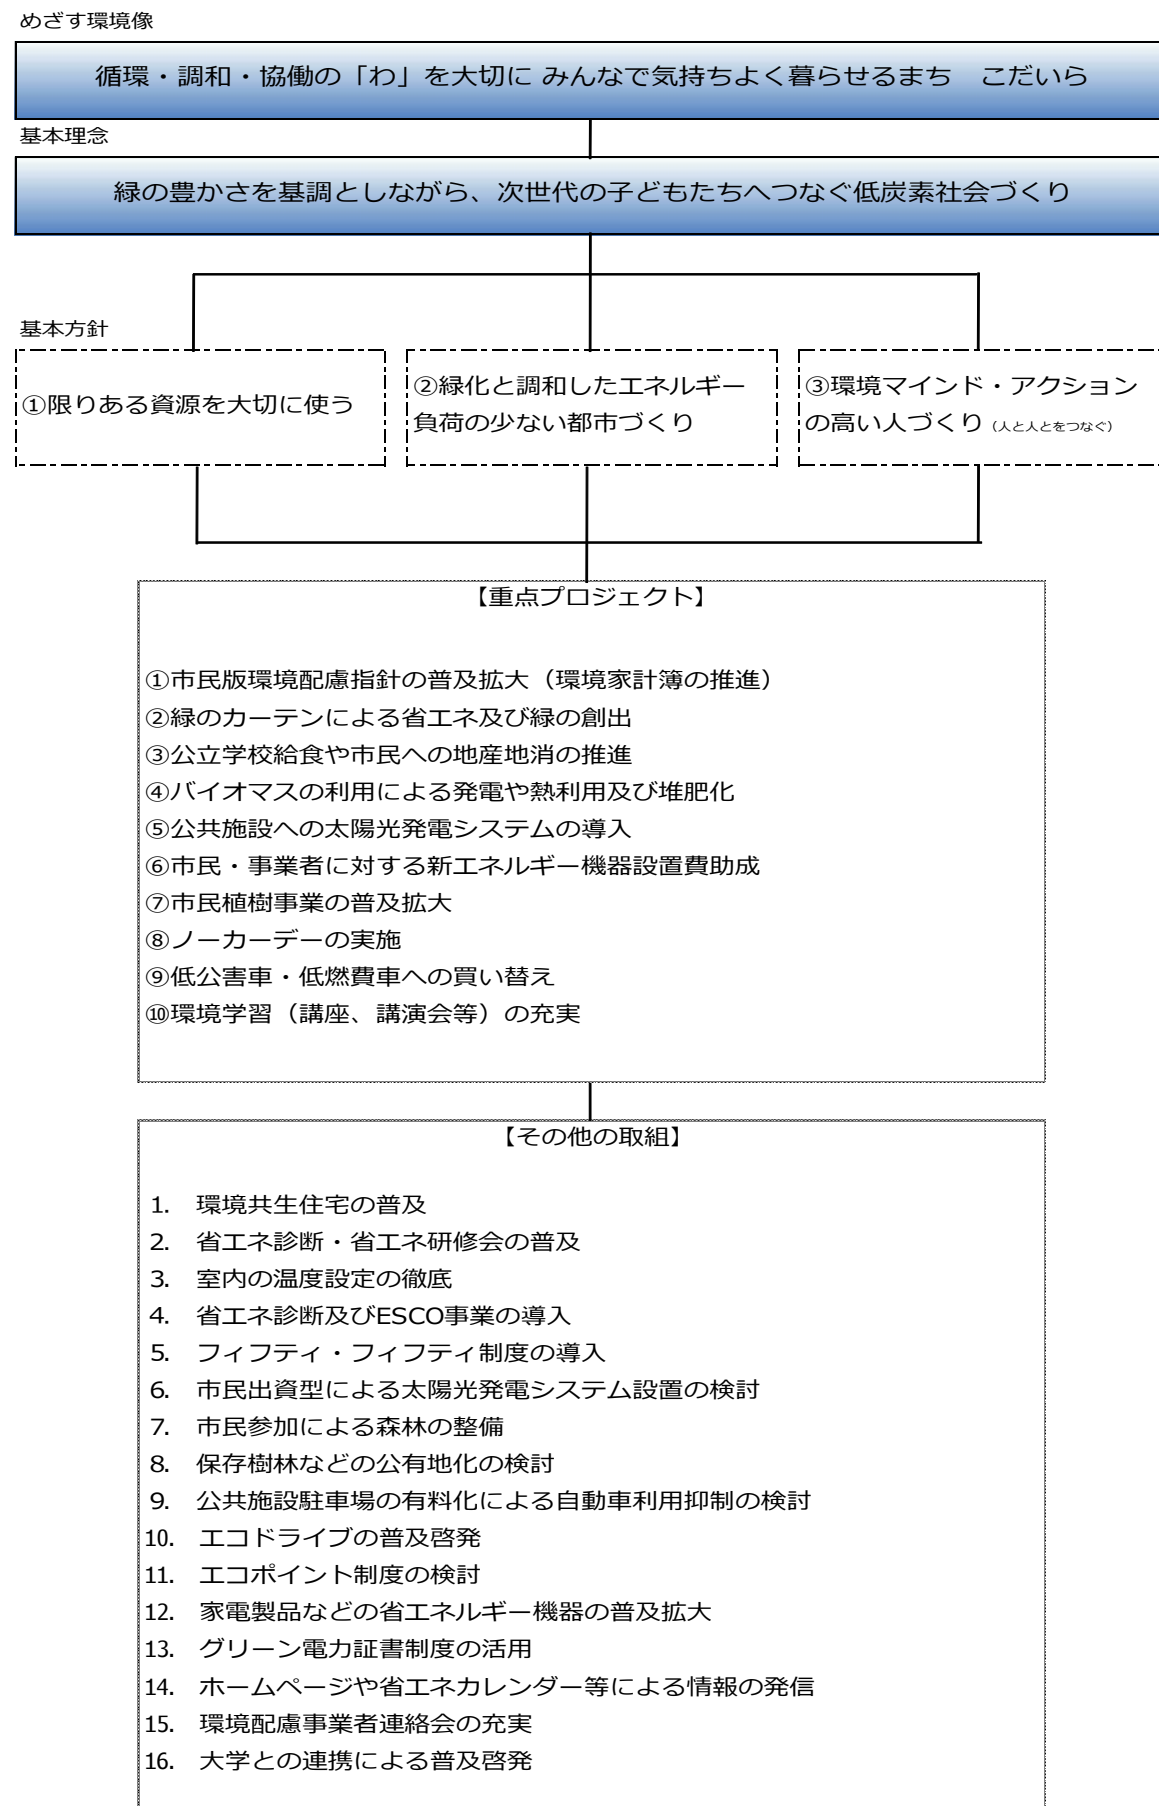 めざす環境像
循環・調和・協働の「わ」を大切に みんなで気持ちよく暮らせるまち　こだいら
基本理念
緑の豊かさを基調としながら、次世代の子どもたちへつなぐ低炭素社会づくり
基本方針
①限りある資源を大切に使う
②緑化と調和したエネルギー
負荷の少ない都市づくり
③環境マインド・アクション
の高い人づくり（人と人とをつなぐ）
【重点プロジェクト】
①市民版環境配慮指針の普及拡大（環境家計簿の推進）
②緑のカーテンによる省エネ及び緑の創出
③公立学校給食や市民への地産地消の推進
④バイオマスの利用による発電や熱利用及び堆肥化
⑤公共施設への太陽光発電システムの導入
⑥市民・事業者に対する新エネルギー機器設置費助成
⑦市民植樹事業の普及拡大
⑧ノーカーデーの実施
⑨低公害車・低燃費車への買い替え
⑩環境学習（講座、講演会等）の充実
【その他の取組】
1.　環境共生住宅の普及
2.　省エネ診断・省エネ研修会の普及
3.　室内の温度設定の徹底
4.　省エネ診断及びESCO事業の導入
5.　フィフティ・フィフティ制度の導入
6.　市民出資型による太陽光発電システム設置の検討
7.　市民参加による森林の整備
8.　保存樹林などの公有地化の検討
9.　公共施設駐車場の有料化による自動車利用抑制の検討
10.　エコドライブの普及啓発
11.　エコポイント制度の検討
12.　家電製品などの省エネルギー機器の普及拡大
13.　グリーン電力証書制度の活用
14.　ホームページや省エネカレンダー等による情報の発信
15.　環境配慮事業者連絡会の充実
16.　大学との連携による普及啓発